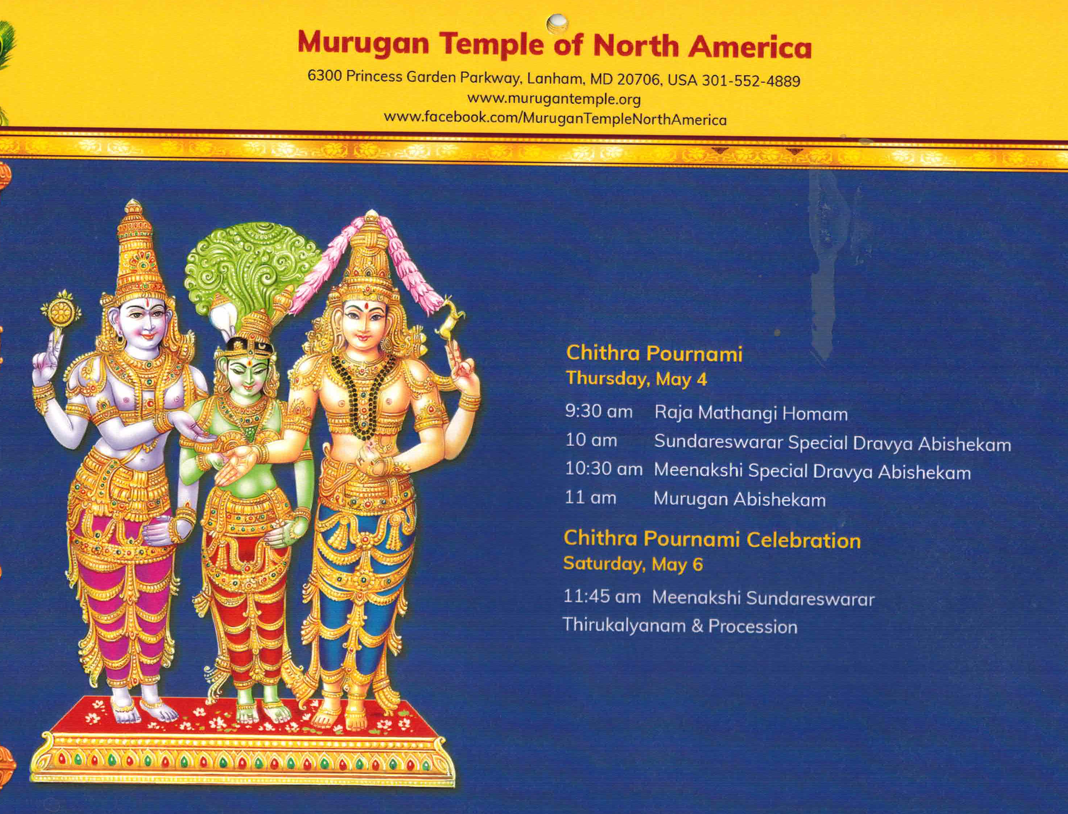 Murugan Temple of North America
6300 Princess Garden Parkway, Lanham, MD 20706, USA 301-552-4889
www.murugantemple.org
www.facebook.com/MuruganTempleNorthAmerica
Chithra Pournami
Thursday, May 4
9:30 am Raja Mathangi Homam
10 am Sundareswarar Special Dravya Abishekam
10:30 am Meenakshi Special Dravya Abishekam
11 am Murugan Abishekam
Chithra Pournami Celebration
Saturday, May 6
11:45 am Meenakshi Sundareswarar
Thirukalyanam & Procession